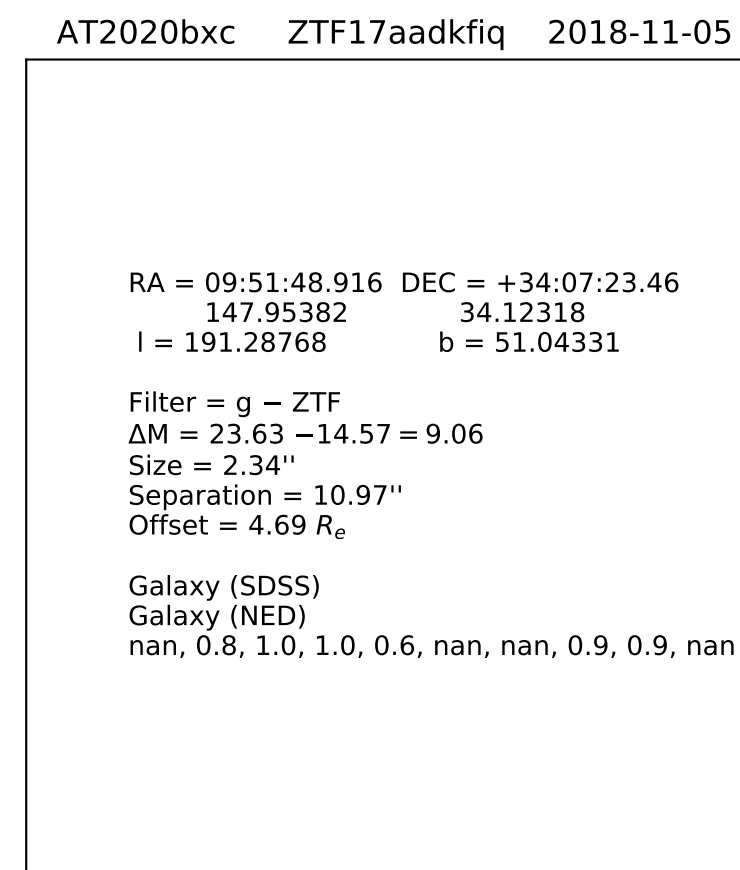 AT2020bxc ZTF17aadkfiq 2018-11-05
RA = 09:51:48.916 DEC = +34:07:23.46
147.95382 34.12318
l = 191.28768 b = 51.04331
Filter = g − ZTF
ΔM = 23.63 −14.57 = 9.06
Size = 2.34''
Separation = 10.97''
Offset = 4.69 Rₑ
Galaxy (SDSS)
Galaxy (NED)
nan, 0.8, 1.0, 1.0, 0.6, nan, nan, 0.9, 0.9, nan